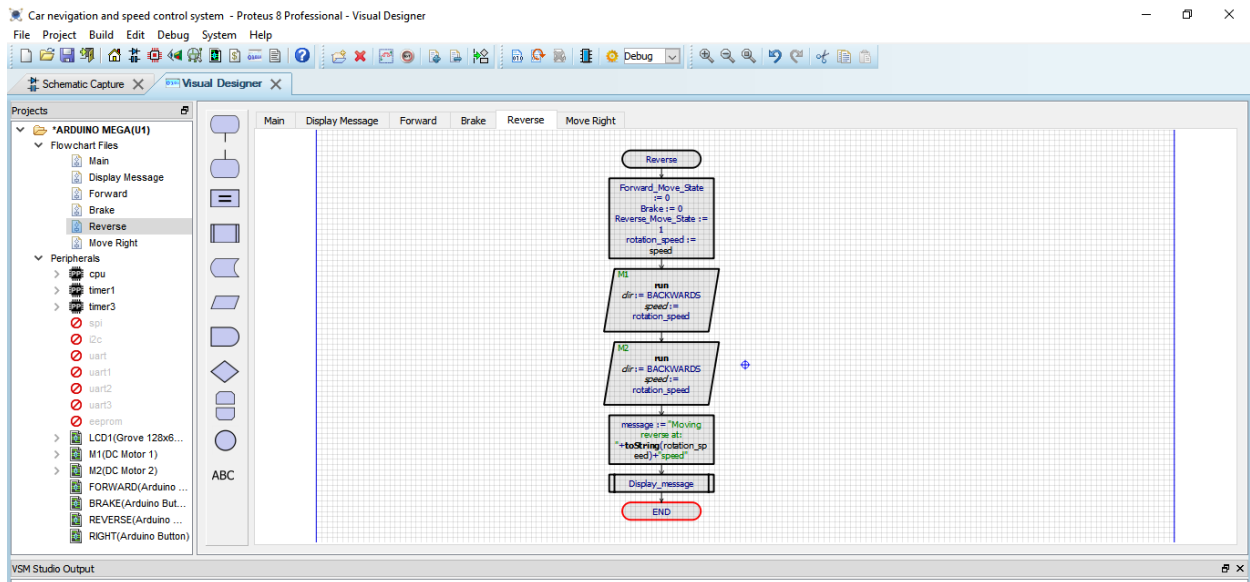 Car navigation and speed control system - Proteus 8 Professional - Visual Designer
File Project Build Edit Debug System Help
Debug
Schematic Capture
Visual Designer
Projects
*ARDUINO MEGA(U1)
Flowchart Files
Main
Display Message
Forward
Brake
Reverse
Move Right
Peripherals
cpu
timer1
timer3
spi
i2c
uart
uart1
uart2
uart3
eeprom
LCD1(Grove 128x6...
M1(DC Motor 1)
M2(DC Motor 2)
FORWARD(Arduino ...
BRAKE(Arduino But...
REVERSE(Arduino ...
RIGHT(Arduino Button)
ABC
Main Display Message Forward Brake Reverse Move Right
Reverse
Forward_Move_State
:= 0
Brake := 0
Reverse_Move_State :=
1
rotation_speed :=
speed
M1
run
dir:= BACKWARDS
speed:=
rotation_speed
M2
run
dir:= BACKWARDS
speed:=
rotation_speed
message := "Moving
reverse at:
"+toString(rotation_sp
eed)+"speed"
Display_message
END
VSM Studio Output